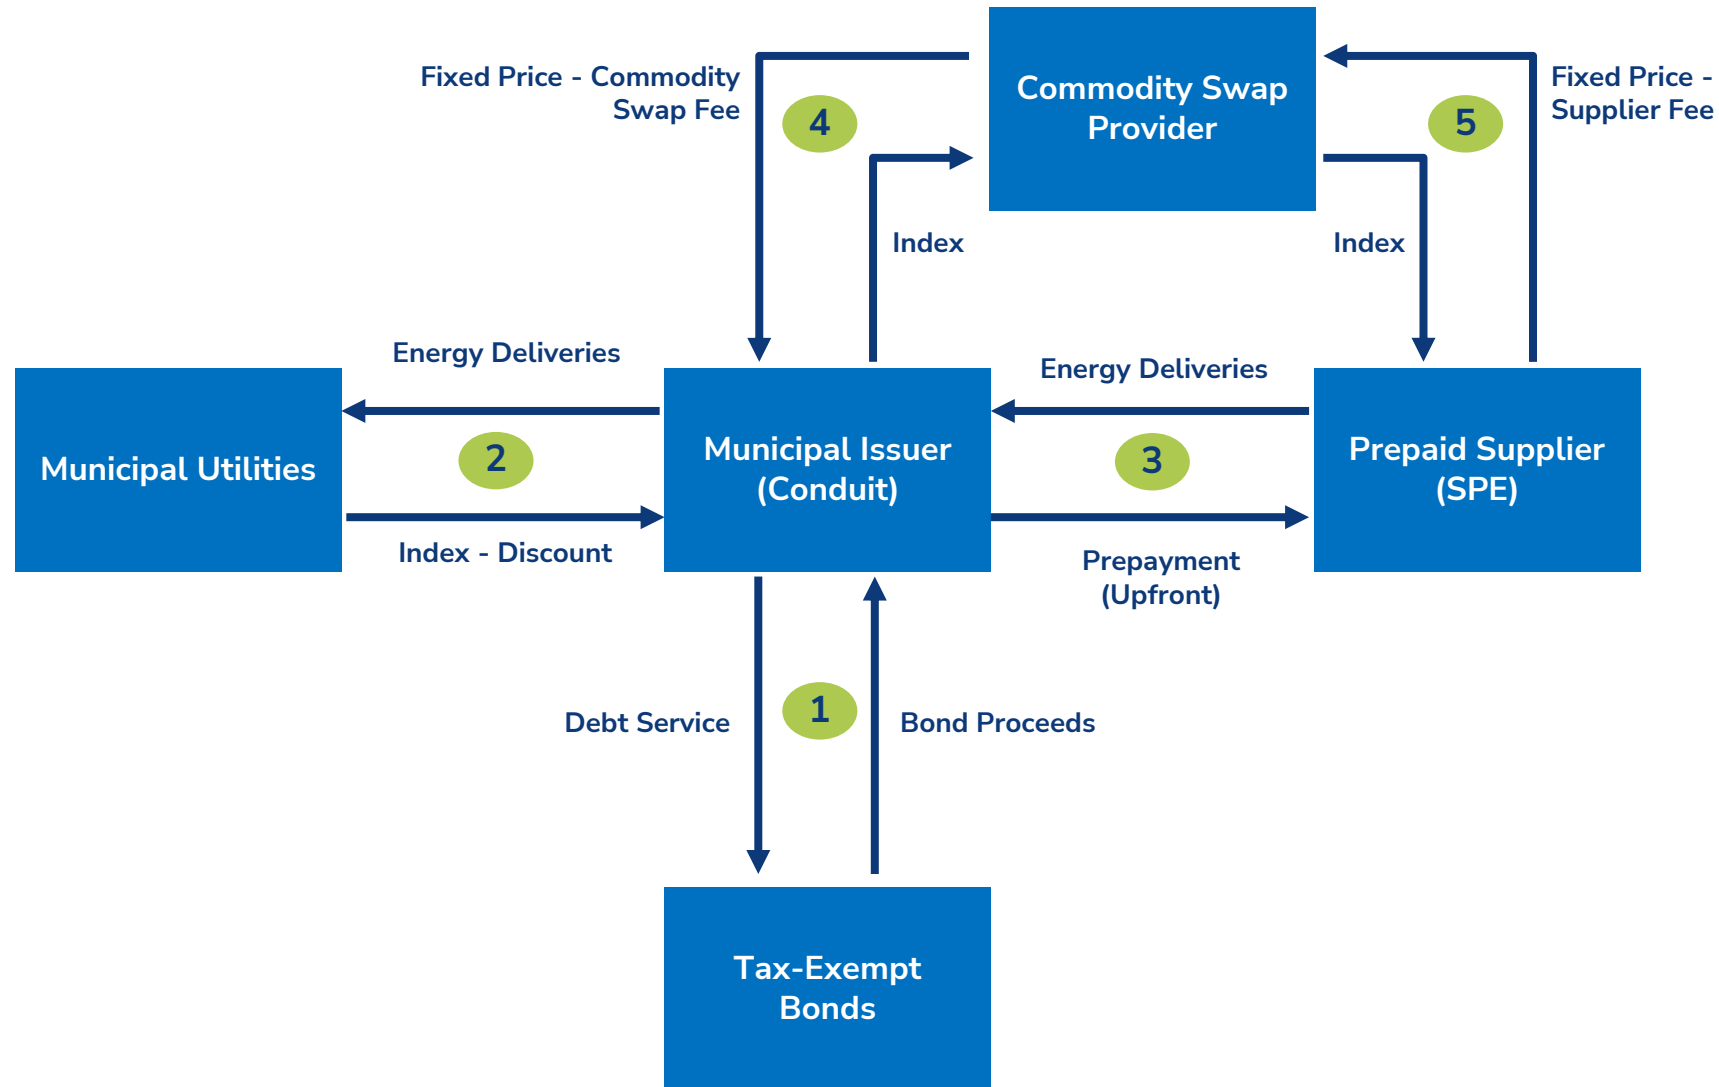 Fixed Price - Commodity
Swap Fee
4
Commodity Swap
Provider
5
Fixed Price -
Supplier Fee
Index
Index
Energy Deliveries
Energy Deliveries
Municipal Utilities
2
Municipal Issuer
(Conduit)
3
Prepaid Supplier
(SPE)
Index - Discount
Prepayment
(Upfront)
Debt Service
1
Bond Proceeds
Tax-Exempt
Bonds